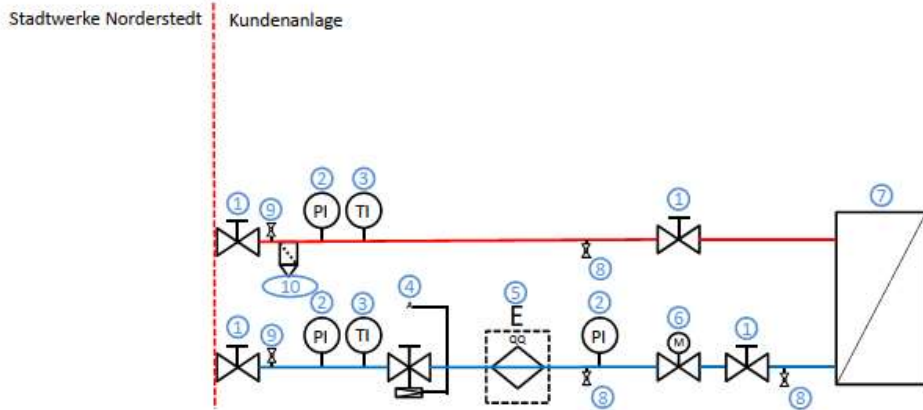 Stadtwerke Norderstedt Kundenanlage
2 3 1 7
1 9 PI TI
8
10
2 3 4 5 2 6 1
E
1 9 PI TI QQ PI M
8 8